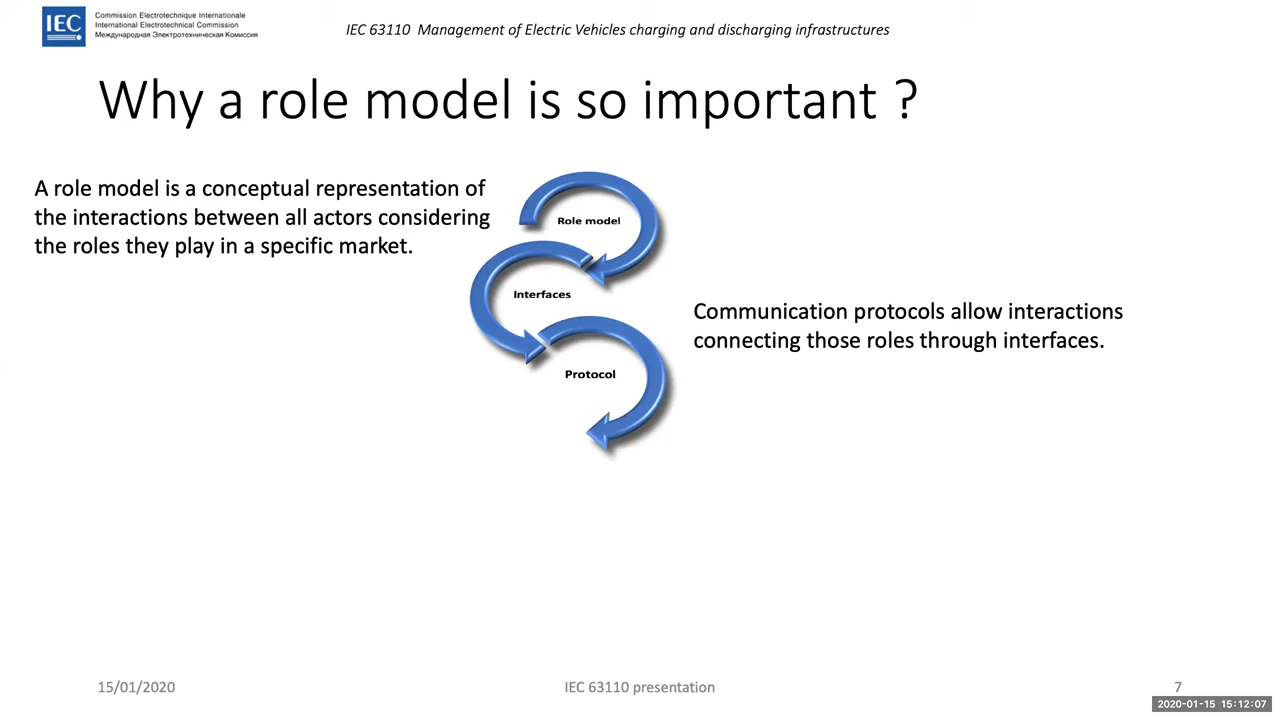 IEC
Commission Electrotechnique Internationale
International Electrotechnical Commission
Международная Электротехническая Комиссия
IEC 63110 Management of Electric Vehicles charging and discharging infrastructures
Why a role model is so important ?
A role model is a conceptual representation of
the interactions between all actors considering
the roles they play in a specific market.
Role model
Interfaces
Protocol
Communication protocols allow interactions
connecting those roles through interfaces.
15/01/2020
IEC 63110 presentation
7
2020-01-15 15:12:07